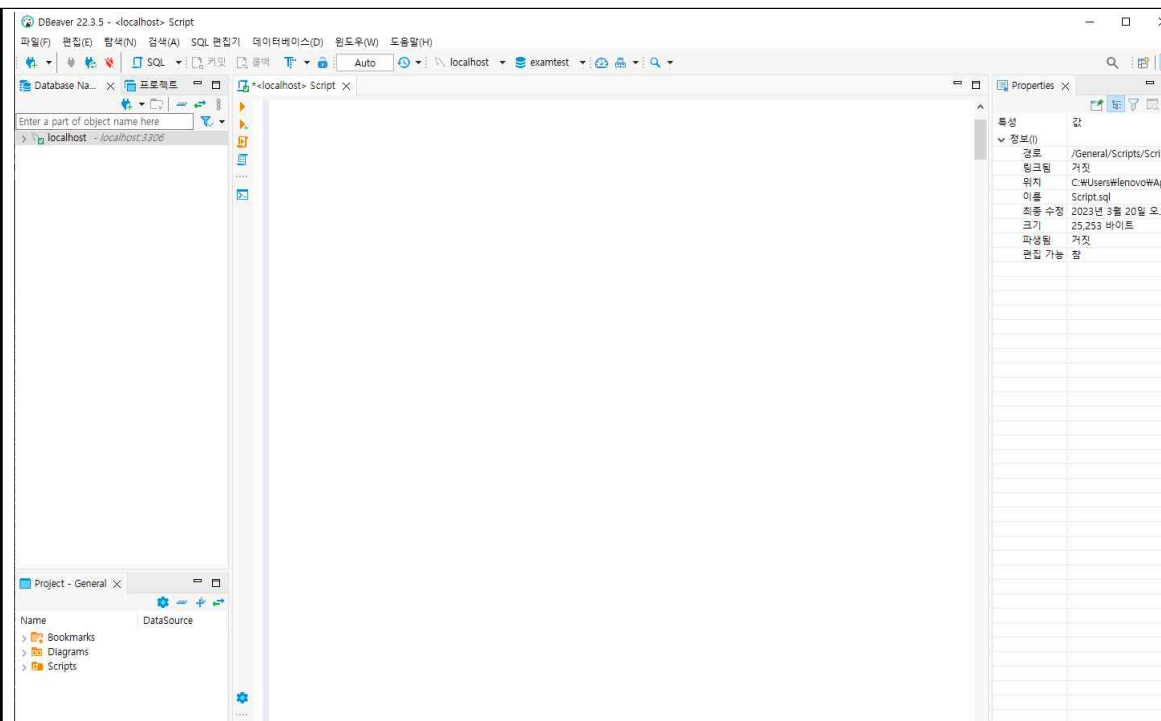 DBeaver 22.3.5 - <localhost> Script
파일(F) 편집(E) 탐색(N) 검색(A) SQL 편집기 데이터베이스(D) 윈도우(W) 도움말(H)
SQL 커밋 롤백 Auto localhost examtest
Database Na... 프로젝트
Enter a part of object name here
localhost - localhost:3306
*<localhost> Script
Properties
특성 값
정보(I)
경로 /General/Scripts/Scri
링크됨 거짓
위치 C:₩Users₩lenovo₩A
이름 Script.sql
최종 수정 2023년 3월 20일 오
크기 25,253 바이트
파생됨 거짓
편집 가능 참
Project - General
Name DataSource
Bookmarks
Diagrams
Scripts